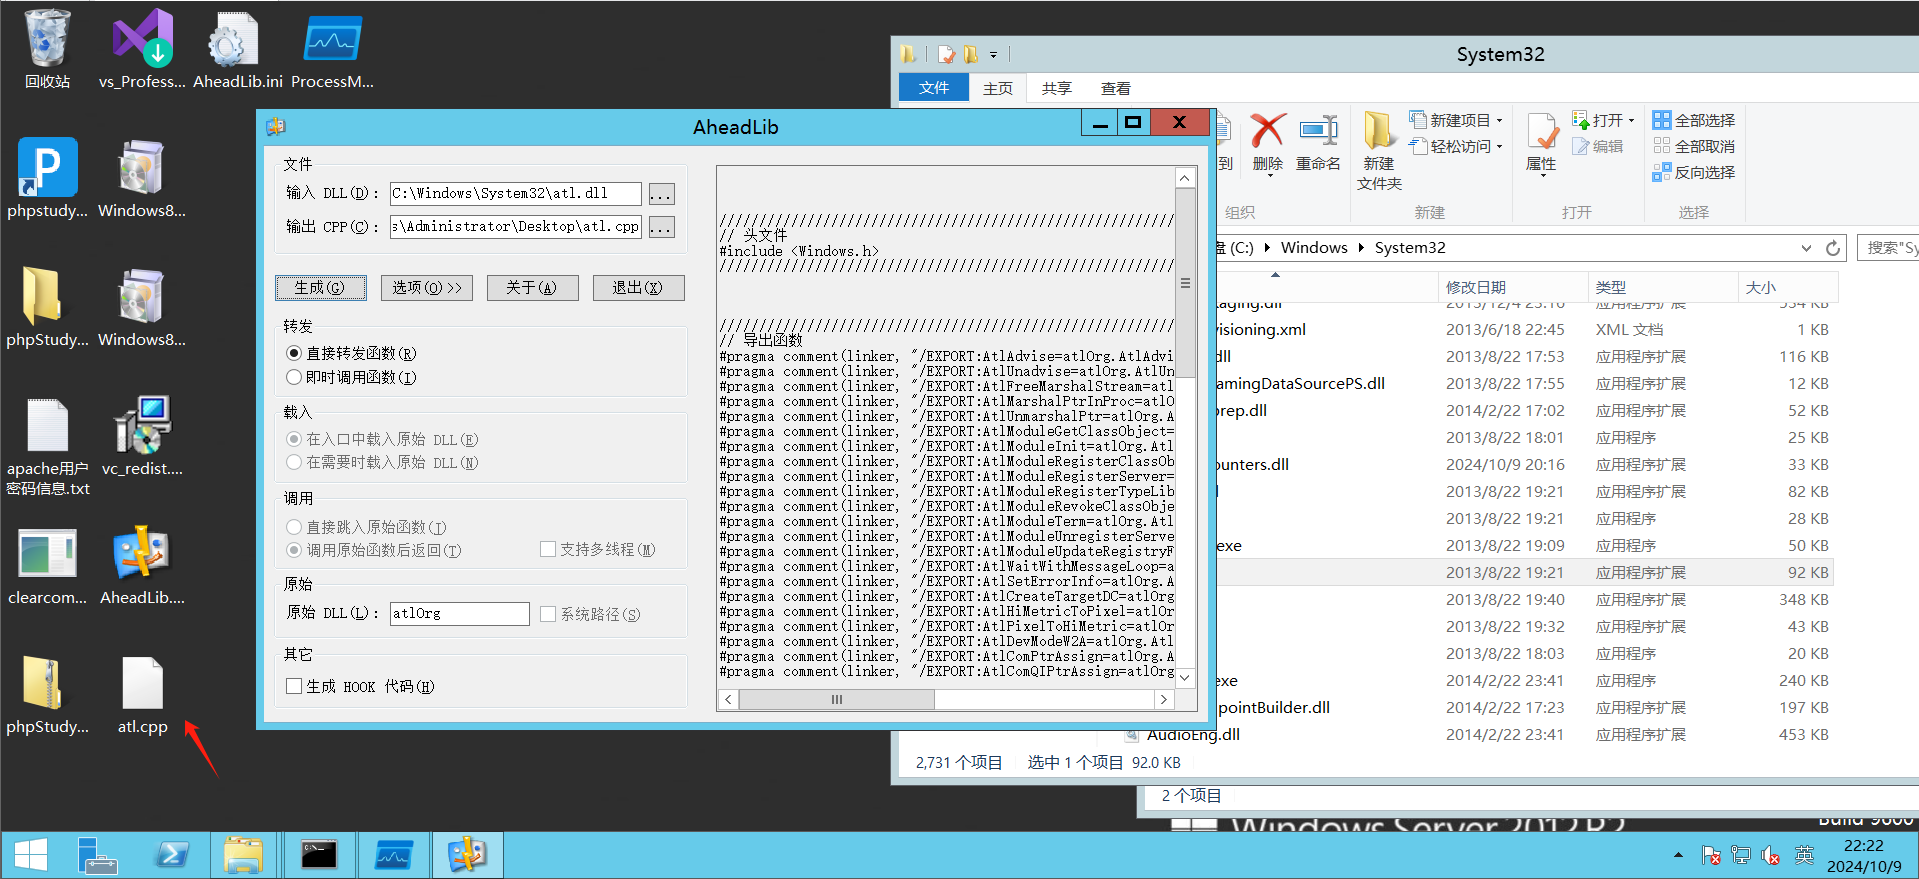 回收站
vs_Profess...
AheadLib.ini
ProcessM...
phpstudy...
Windows8...
phpStudy...
Windows8...
apache用户
密码信息.txt
vc_redist....
clearcom...
AheadLib....
phpStudy...
atl.cpp
AheadLib
文件
输入 DLL(D):
C:\Windows\System32\atl.dll
...
输出 CPP(C):
s\Administrator\Desktop\atl.cpp
...
生成(G)
选项(O)>>
关于(A)
退出(X)
转发
直接转发函数(R)
即时调用函数(I)
载入
在入口中载入原始 DLL(E)
在需要时载入原始 DLL(N)
调用
直接跳入原始函数(J)
调用原始函数后返回(T)
支持多线程(M)
原始
原始 DLL(L):
atlOrg
系统路径(S)
其它
生成 HOOK 代码(H)
// 头文件
#include <Windows.h>
// 导出函数
#pragma comment(linker, "/EXPORT:AtlAdvise=atlOrg.AtlAdvi
#pragma comment(linker, "/EXPORT:AtlUnadvise=atlOrg.AtlUn
#pragma comment(linker, "/EXPORT:AtlFreeMarshalStream=atl
#pragma comment(linker, "/EXPORT:AtlMarshalPtrInProc=atlO
#pragma comment(linker, "/EXPORT:AtlUnmarshalPtr=atlOrg.A
#pragma comment(linker, "/EXPORT:AtlModuleGetClassObject=
#pragma comment(linker, "/EXPORT:AtlModuleInit=atlOrg.Atl
#pragma comment(linker, "/EXPORT:AtlModuleRegisterClassOb
#pragma comment(linker, "/EXPORT:AtlModuleRegisterServer=
#pragma comment(linker, "/EXPORT:AtlModuleRegisterTypeLib
#pragma comment(linker, "/EXPORT:AtlModuleRevokeClassObje
#pragma comment(linker, "/EXPORT:AtlModuleTerm=atlOrg.Atl
#pragma comment(linker, "/EXPORT:AtlModuleUnregisterServe
#pragma comment(linker, "/EXPORT:AtlModuleUpdateRegistryF
#pragma comment(linker, "/EXPORT:AtlWaitWithMessageLoop=a
#pragma comment(linker, "/EXPORT:AtlSetErrorInfo=atlOrg.A
#pragma comment(linker, "/EXPORT:AtlCreateTargetDC=atlOrg
#pragma comment(linker, "/EXPORT:AtlHiMetricToPixel=atlOr
#pragma comment(linker, "/EXPORT:AtlPixelToHiMetric=atlOr
#pragma comment(linker, "/EXPORT:AtlDevModeW2A=atlOrg.Atl
#pragma comment(linker, "/EXPORT:AtlComPtrAssign=atlOrg.A
#pragma comment(linker, "/EXPORT:AtlComQIPtrAssign=atlOrg
System32
文件 主页 共享 查看
到
删除
重命名
组织
新建
文件夹
新建项目
轻松访问
新建
属性
打开
编辑
打开
全部选择
全部取消
反向选择
选择
盘 (C:) Windows System32
搜索"Sy
修改日期 类型 大小
taging.dll 2013/12/4 23:16 应用程序扩展 534 KB
visioning.xml 2013/6/18 22:45 XML 文档 1 KB
dll 2013/8/22 17:53 应用程序扩展 116 KB
amingDataSourcePS.dll 2013/8/22 17:55 应用程序扩展 12 KB
prep.dll 2014/2/22 17:02 应用程序扩展 52 KB
2013/8/22 18:01 应用程序 25 KB
ounters.dll 2024/10/9 20:16 应用程序扩展 33 KB
l 2013/8/22 19:21 应用程序扩展 82 KB
2013/8/22 19:21 应用程序 28 KB
exe 2013/8/22 19:09 应用程序 50 KB
2013/8/22 19:21 应用程序扩展 92 KB
2013/8/22 19:40 应用程序扩展 348 KB
2013/8/22 19:32 应用程序扩展 43 KB
2013/8/22 18:03 应用程序 20 KB
exe 2014/2/22 23:41 应用程序 240 KB
pointBuilder.dll 2014/2/22 17:23 应用程序扩展 197 KB
AudioEng.dll 2014/2/22 23:41 应用程序扩展 453 KB
2,731 个项目 选中 1 个项目 92.0 KB
2 个项目
Windows Server 2012 R2
Build 9600
英
22:22
2024/10/9